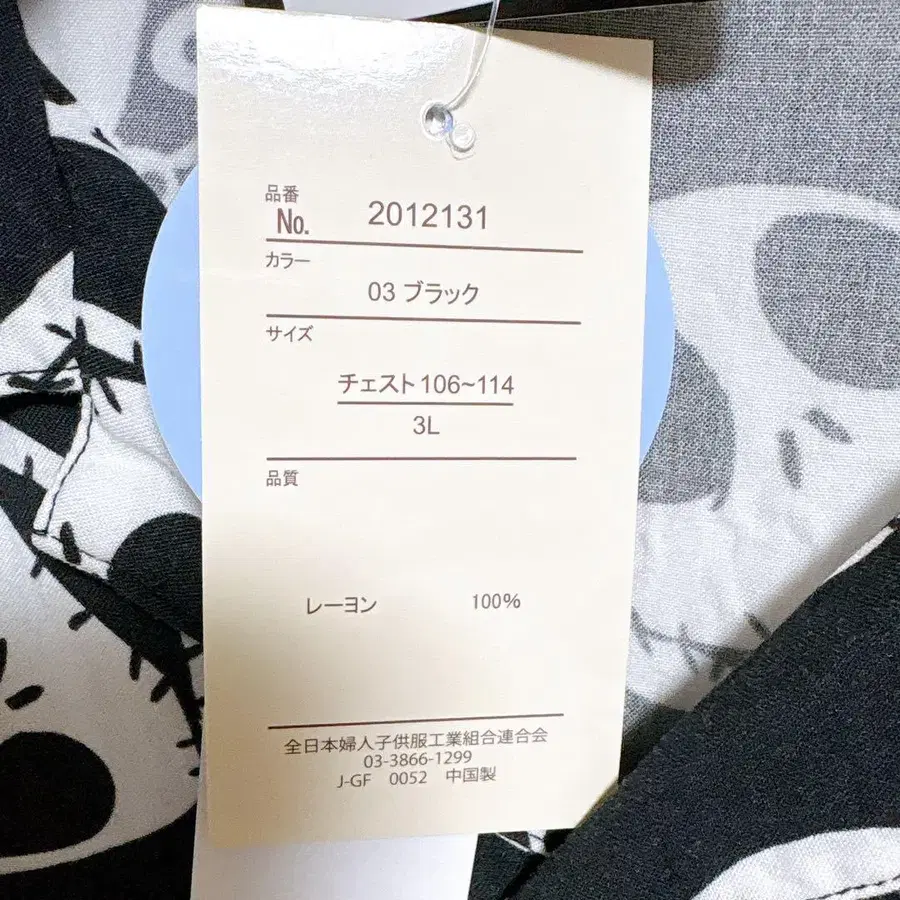 品番
No. 2012131
カラー
03 ブラック
サイズ
チェスト 106~114
3L
品質
レーヨン 100%
全日本婦人子供服工業組合連合会
03-3866-1299
J-GF 0052 中国製